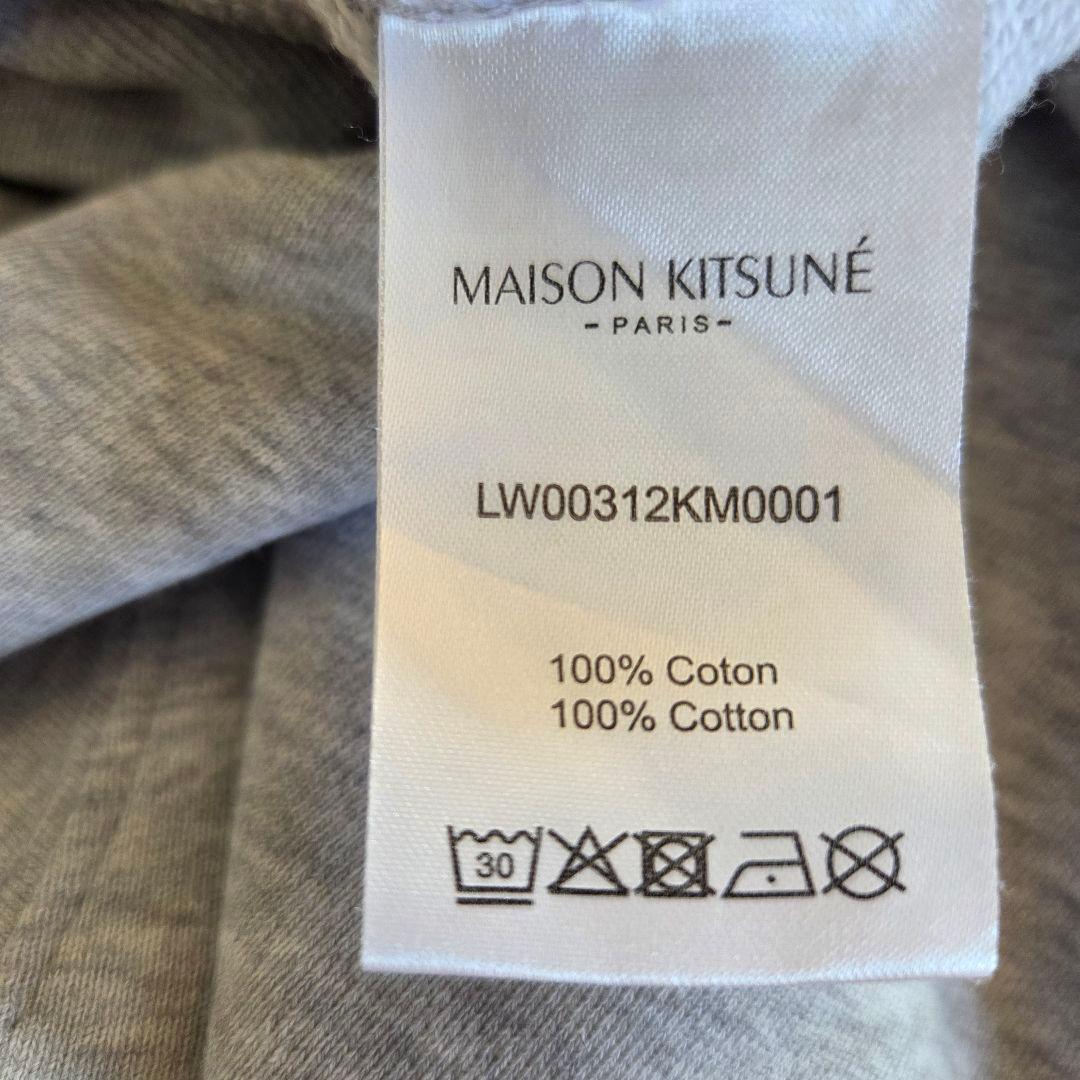 MAISON KITSUNÉ
-PARIS-
LW00312KM0001
100% Coton
100% Cotton
30